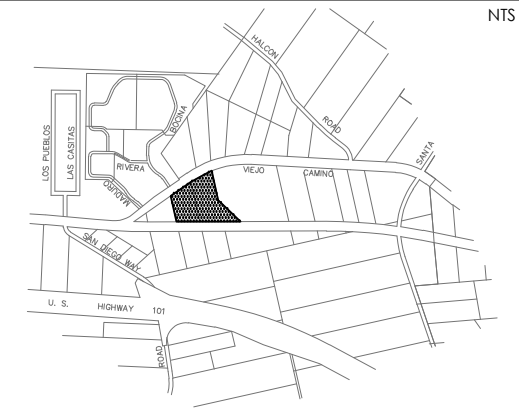 NTS
HALCON
ROAD
BOCINA
LOS PUEBLOS
LAS CASITAS
RIVERA
MADURO
VIEJO CAMINO
SANTA
SAN DIEGO WAY
U. S. HIGHWAY 101
ROAD